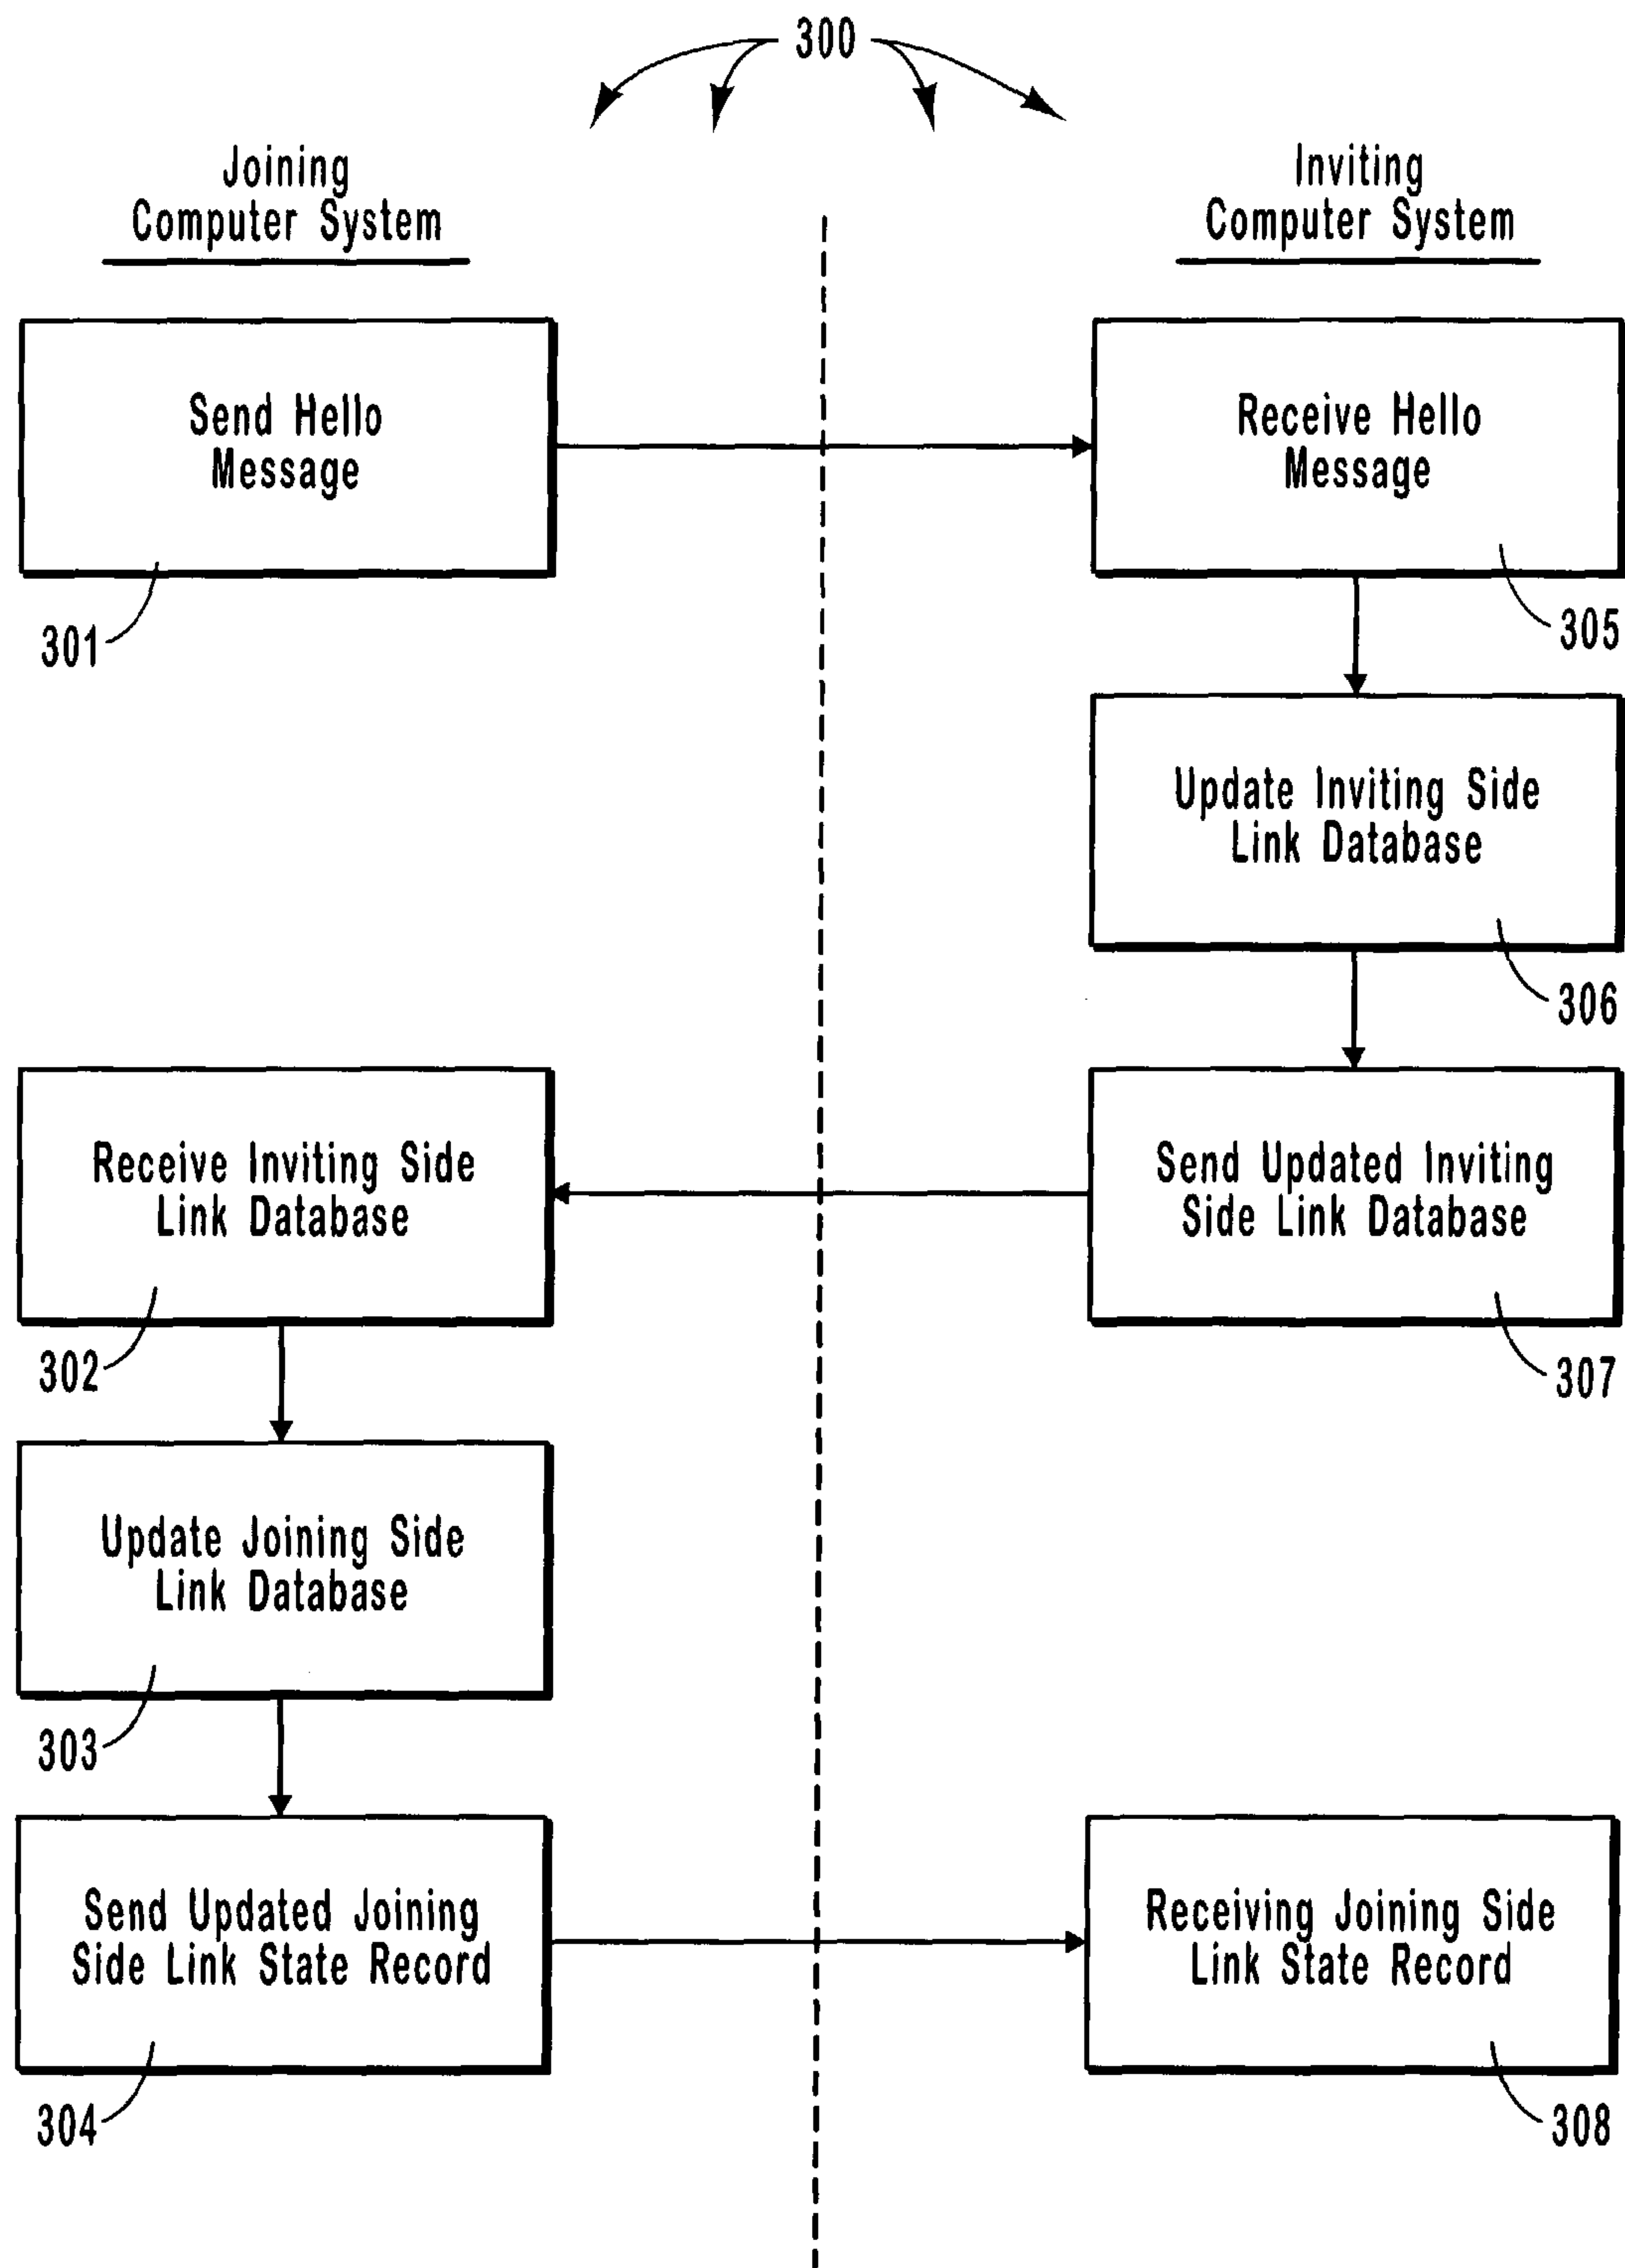 300
Joining
Computer System
Inviting
Computer System
Send Hello
Message
301
Receive Hello
Message
305
Update Inviting Side
Link Database
306
Receive Inviting Side
Link Database
302
Send Updated Inviting
Side Link Database
307
Update Joining Side
Link Database
303
Send Updated Joining
Side Link State Record
304
Receiving Joining Side
Link State Record
308